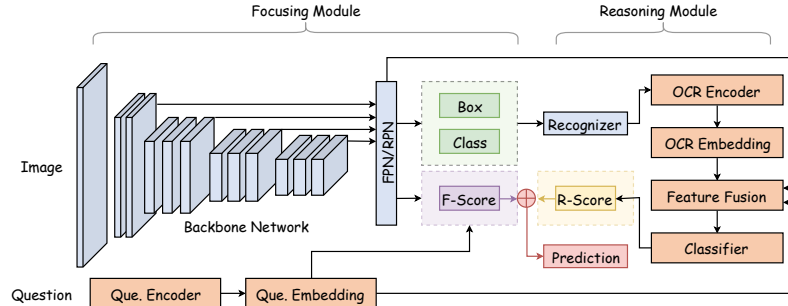 Focusing Module
Reasoning Module
Image
Backbone Network
FPN/RPN
Box
Class
F-Score
Recognizer
R-Score
Prediction
OCR Encoder
OCR Embedding
Feature Fusion
Classifier
Question
Que. Encoder
Que. Embedding